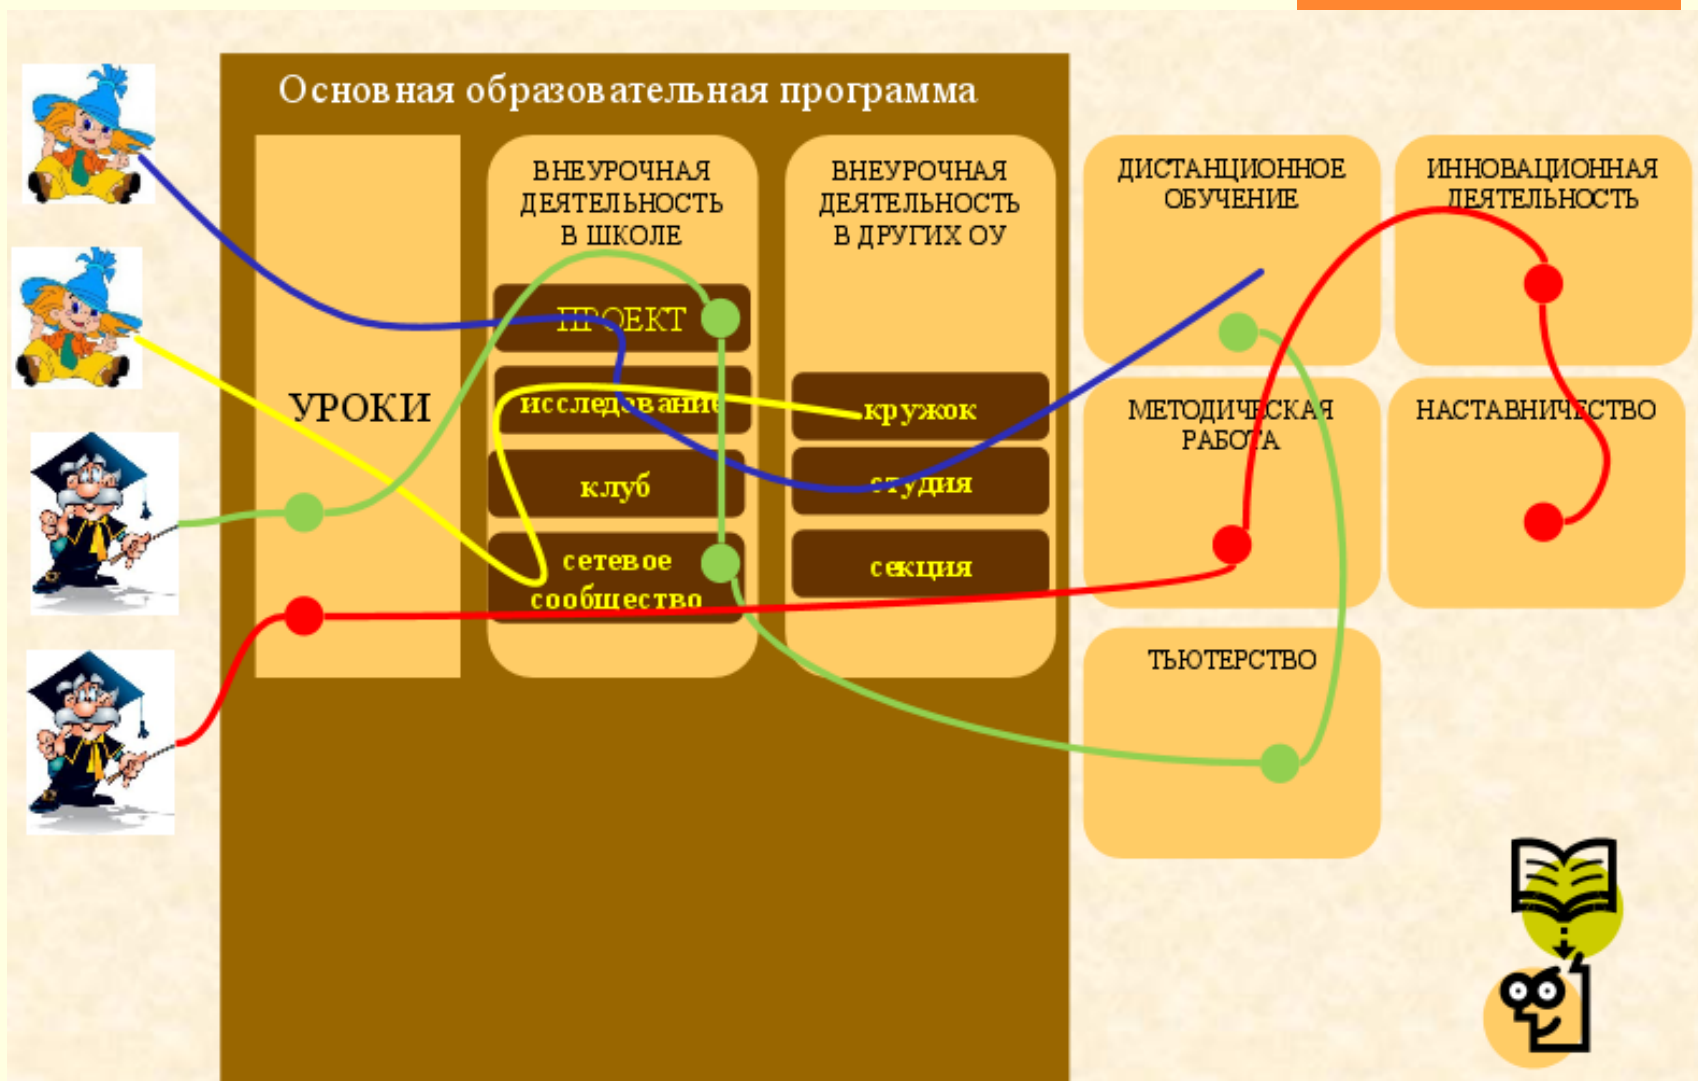 Основная образовательная программа
УРОКИ
ВНЕУРОЧНАЯ
ДЕЯТЕЛЬНОСТЬ
В ШКОЛЕ
ПРОЕКТ
исследование
клуб
сетевое
сообщество
ВНЕУРОЧНАЯ
ДЕЯТЕЛЬНОСТЬ
В ДРУГИХ ОУ
кружок
студия
секция
ДИСТАНЦИОННОЕ
ОБУЧЕНИЕ
ИННОВАЦИОННАЯ
ДЕЯТЕЛЬНОСТЬ
МЕТОДИЧЕСКАЯ
РАБОТА
НАСТАВНИЧЕСТВО
ТЬЮТЕРСТВО